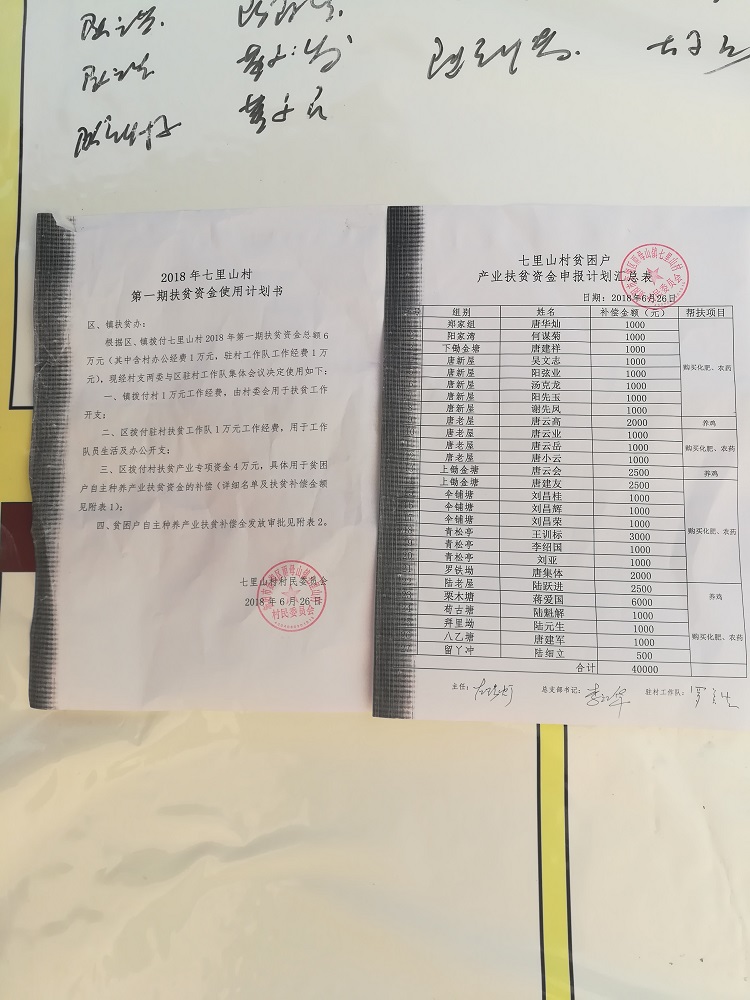 2018 年七里山村
第一期扶贫资金使用计划书
区、镇扶贫办：
根据区、镇拨付七里山村 2018 年第一期扶贫资金总额 6
万元（其中含村办公经费 1 万元，驻村工作队工作经费 1 万
元），现经村支两委与区驻村工作队集体会议决定使用如下：
一、镇拨付村 1 万元工作经费，由村委会用于扶贫工作
开支；
二、区拨付驻村扶贫工作队 1 万元工作经费，用于工作
队员生活及办公开支；
三、区拨付村扶贫产业专项资金 4 万元，具体用于贫困
户自主种养产业扶贫资金的补偿（详细名单及扶贫补偿金额
见附表 1）；
四、贫困户自主种养产业扶贫补偿金发放审批见附表 2。
七里山村村民委员会
2018 年 6 月 26 日
村民委员会
七里山村贫困户
产业扶贫资金申报计划汇总表
日期：2018年6月26日
组别 姓名 补偿金额（元） 帮扶项目
郑家组 唐华灿 1000
阳家湾 何谋菊 1000
下锄金塘 唐建祥 1000
唐新屋 吴文志 1000
唐新屋 阳弦业 1000
唐新屋 汤克龙 1000
唐新屋 阳先玉 1000
唐新屋 谢先凤 1000
购买化肥、农药
唐老屋 唐云高 2000 养鸡
唐老屋 唐云业 1000
唐老屋 唐云岳 1000
唐老屋 唐小云 1000
购买化肥、农药
上锄金塘 唐云会 2500 养鸡
上锄金塘 唐建友 2500
伞铺塘 刘昌桂 1000
伞铺塘 刘昌辉 1000
伞铺塘 刘昌荣 1000
青松亭 王训标 3000
青松亭 李绍国 1000
青松亭 刘亚 1000
罗铁坳 唐集体 2000
购买化肥、农药
陆老屋 陆跃进 2500
栗木塘 蒋爱国 6000
养鸡
荷古塘 陆魁解 1000
拜里坳 陆元生 1000
八乙塘 唐建军 1000
留丫冲 陆细立 500
购买化肥、农药
合计 40000
主任： 总支部书记： 驻村工作队：